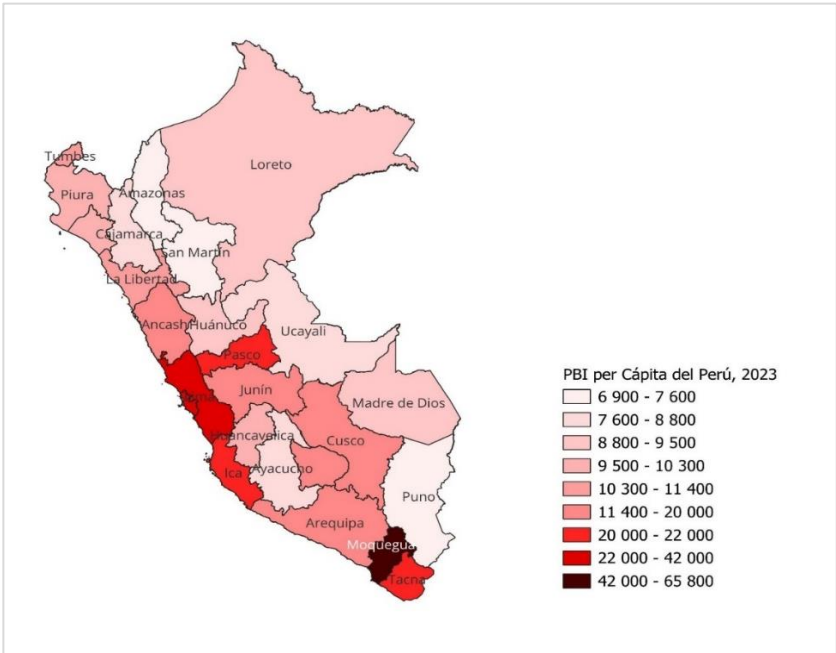 Tumbes
Loreto
Piura
Amazonas
Cajamarca
San Martín
La Libertad
Ancash
Huánuco
Ucayali
Pasco
Junín
Madre de Dios
Huancavelica
Cusco
Ica
Ayacucho
Puno
Arequipa
Moquegua
Tacna
PBI per Cápita del Perú, 2023
6 900 - 7 600
7 600 - 8 800
8 800 - 9 500
9 500 - 10 300
10 300 - 11 400
11 400 - 20 000
20 000 - 22 000
22 000 - 42 000
42 000 - 65 800